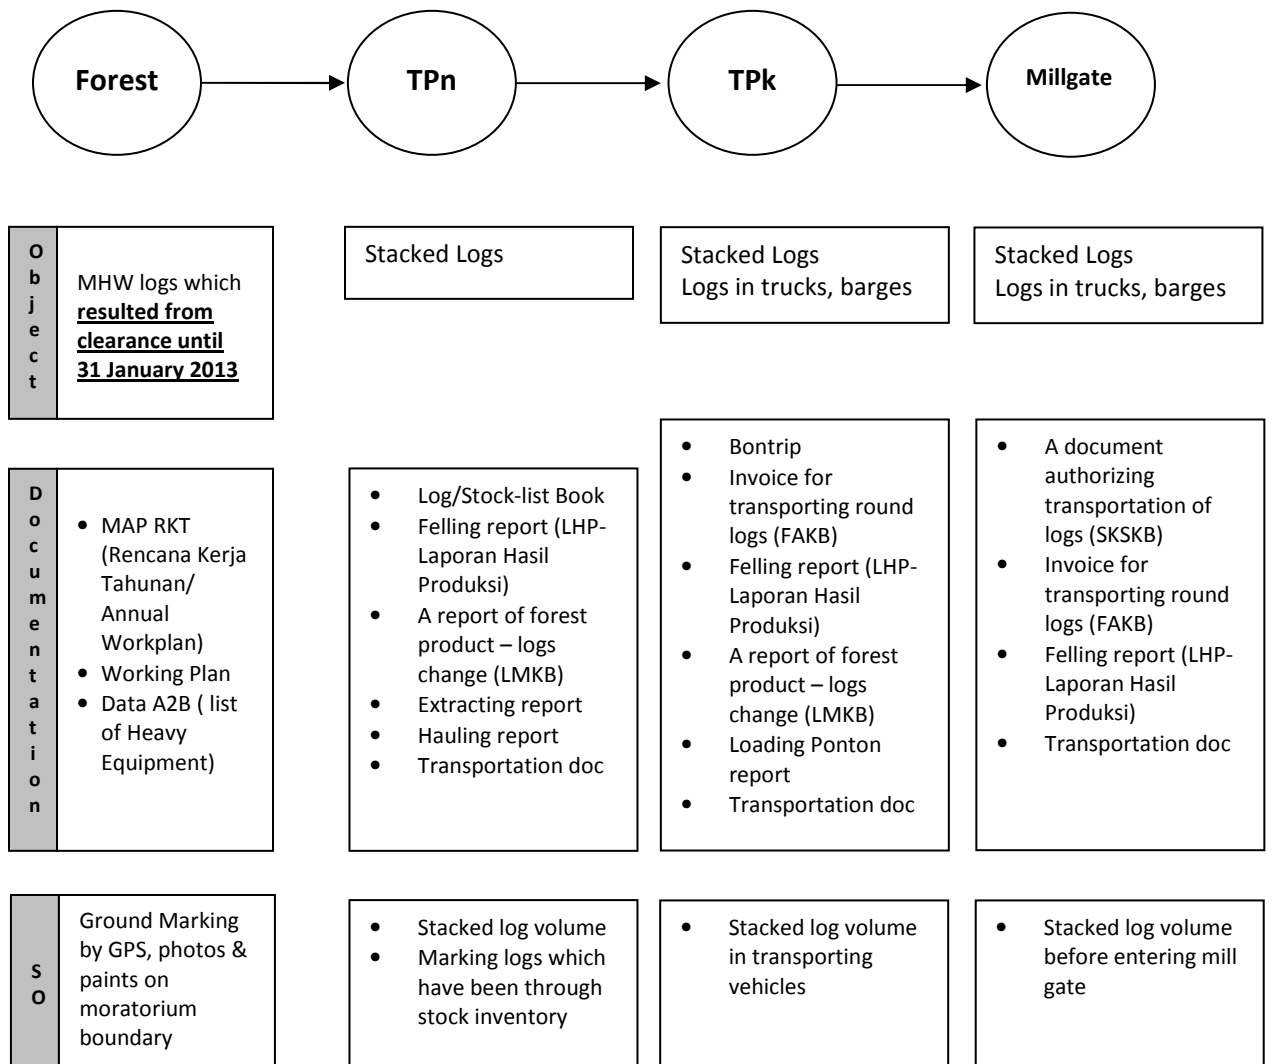 Forest
TPn
TPk
Millgate
Object
MHW logs which
resulted from
clearance until
31 January 2013
Stacked Logs
Stacked Logs
Logs in trucks, barges
Stacked Logs
Logs in trucks, barges
Documentation
• MAP RKT
(Rencana Kerja
Tahunan/
Annual
Workplan)
• Working Plan
• Data A2B ( list
of Heavy
Equipment)
• Log/Stock-list Book
• Felling report (LHP-
Laporan Hasil
Produksi)
• A report of forest
product – logs
change (LMKB)
• Extracting report
• Hauling report
• Transportation doc
• Bontrip
• Invoice for
transporting round
logs (FAKB)
• Felling report (LHP-
Laporan Hasil
Produksi)
• A report of forest
product – logs
change (LMKB)
• Loading Ponton
report
• Transportation doc
• A document
authorizing
transportation of
logs (SKSKB)
• Invoice for
transporting round
logs (FAKB)
• Felling report (LHP-
Laporan Hasil
Produksi)
• Transportation doc
SO
Ground Marking
by GPS, photos &
paints on
moratorium
boundary
• Stacked log volume
• Marking logs which
have been through
stock inventory
• Stacked log volume
in transporting
vehicles
• Stacked log volume
before entering mill
gate